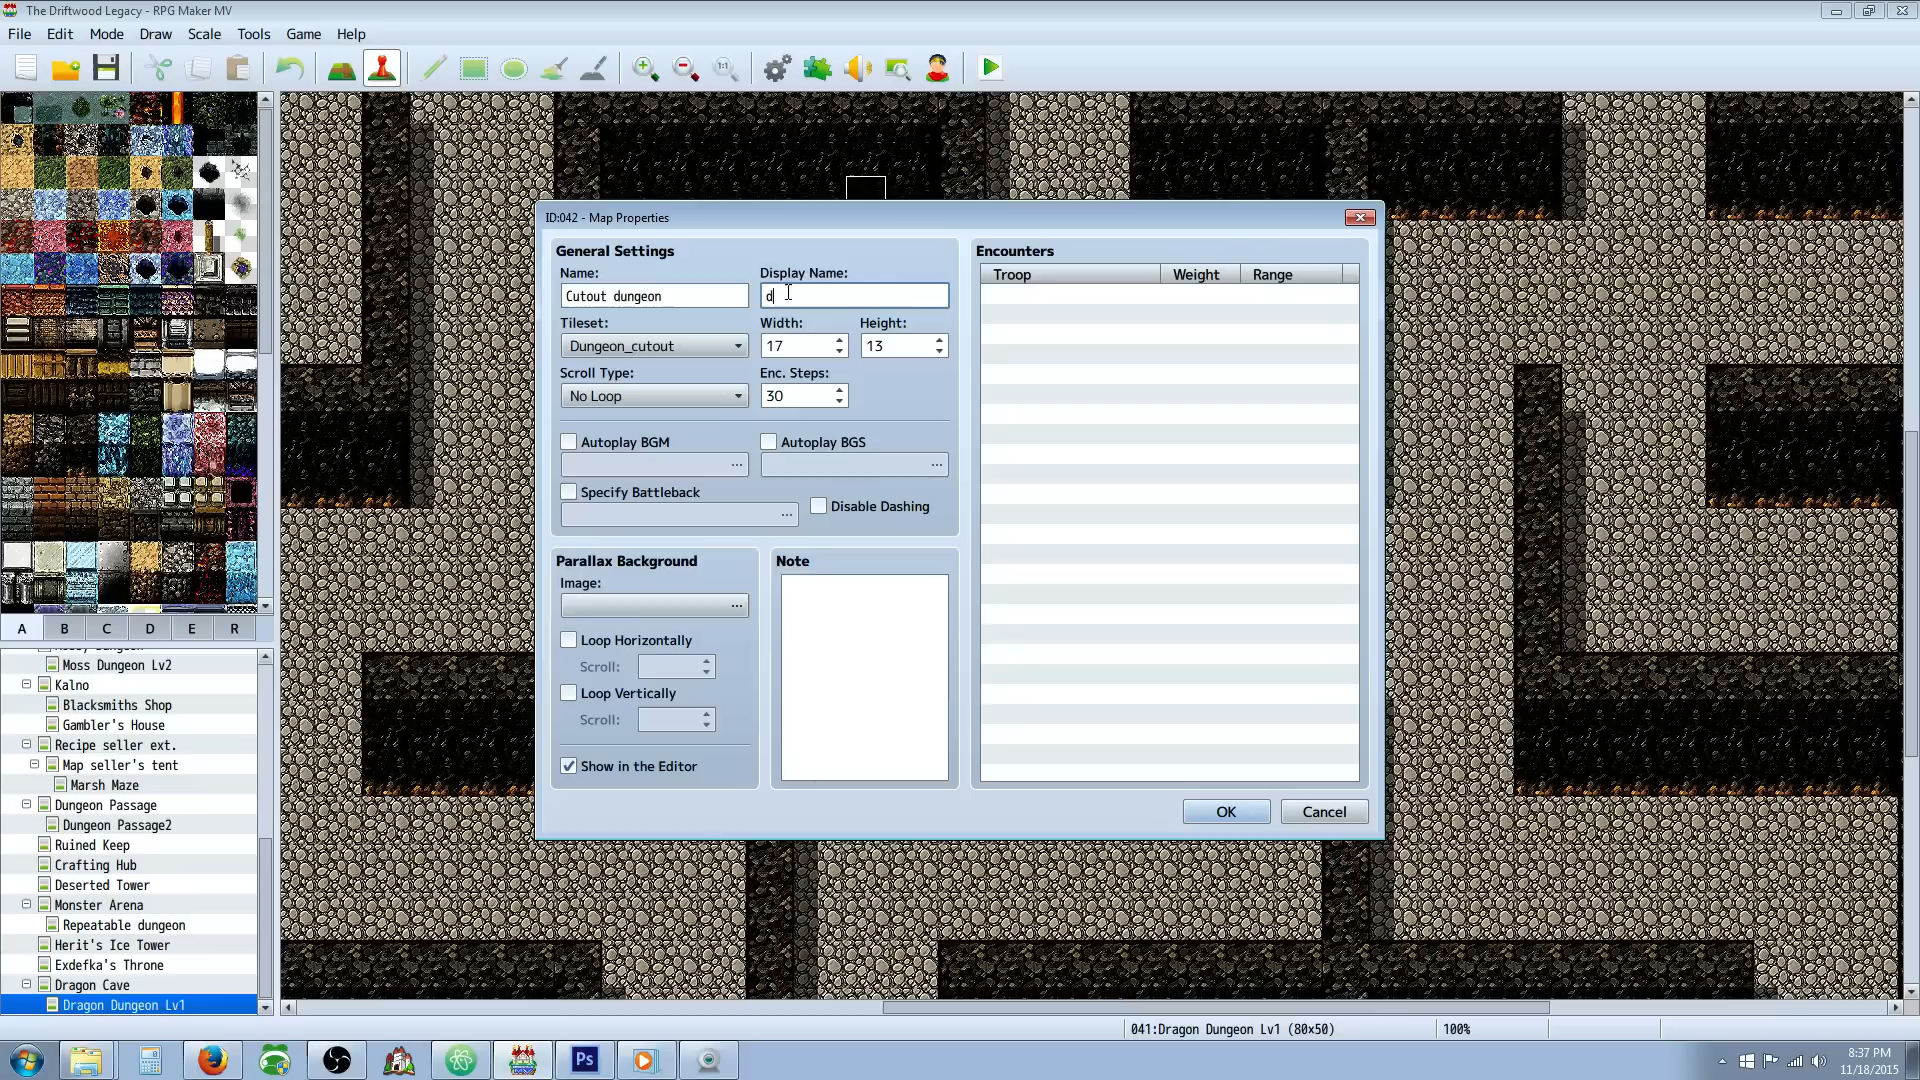 The Driftwood Legacy - RPG Maker MV
File Edit Mode Draw Scale Tools Game Help
1:1
ID:042 - Map Properties
General Settings
Name:
Display Name:
Cutout dungeon
d
Tileset:
Width:
Height:
Dungeon_cutout
17
13
Scroll Type:
Enc. Steps:
No Loop
30
Autoplay BGM
Autoplay BGS
...
...
Specify Battleback
...
Disable Dashing
Parallax Background
Image:
...
Loop Horizontally
Scroll:
Loop Vertically
Scroll:
Show in the Editor
Note
Encounters
Troop Weight Range
OK
Cancel
A B C D E R
Moss Dungeon Lv2
Kalno
Blacksmiths Shop
Gambler's House
Recipe seller ext.
Map seller's tent
Marsh Maze
Dungeon Passage
Dungeon Passage2
Ruined Keep
Crafting Hub
Deserted Tower
Monster Arena
Repeatable dungeon
Herit's Ice Tower
Exdefka's Throne
Dragon Cave
Dragon Dungeon Lv1
041:Dragon Dungeon Lv1 (80x50)
100%
Ps
8:37 PM
11/18/2015